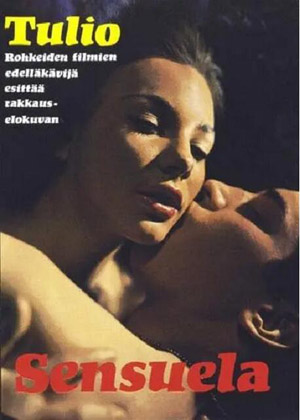 Tulio
Rohkeiden filmien
edelläkävijä
esittää
rakkaus-
elokuvan
Sensuela